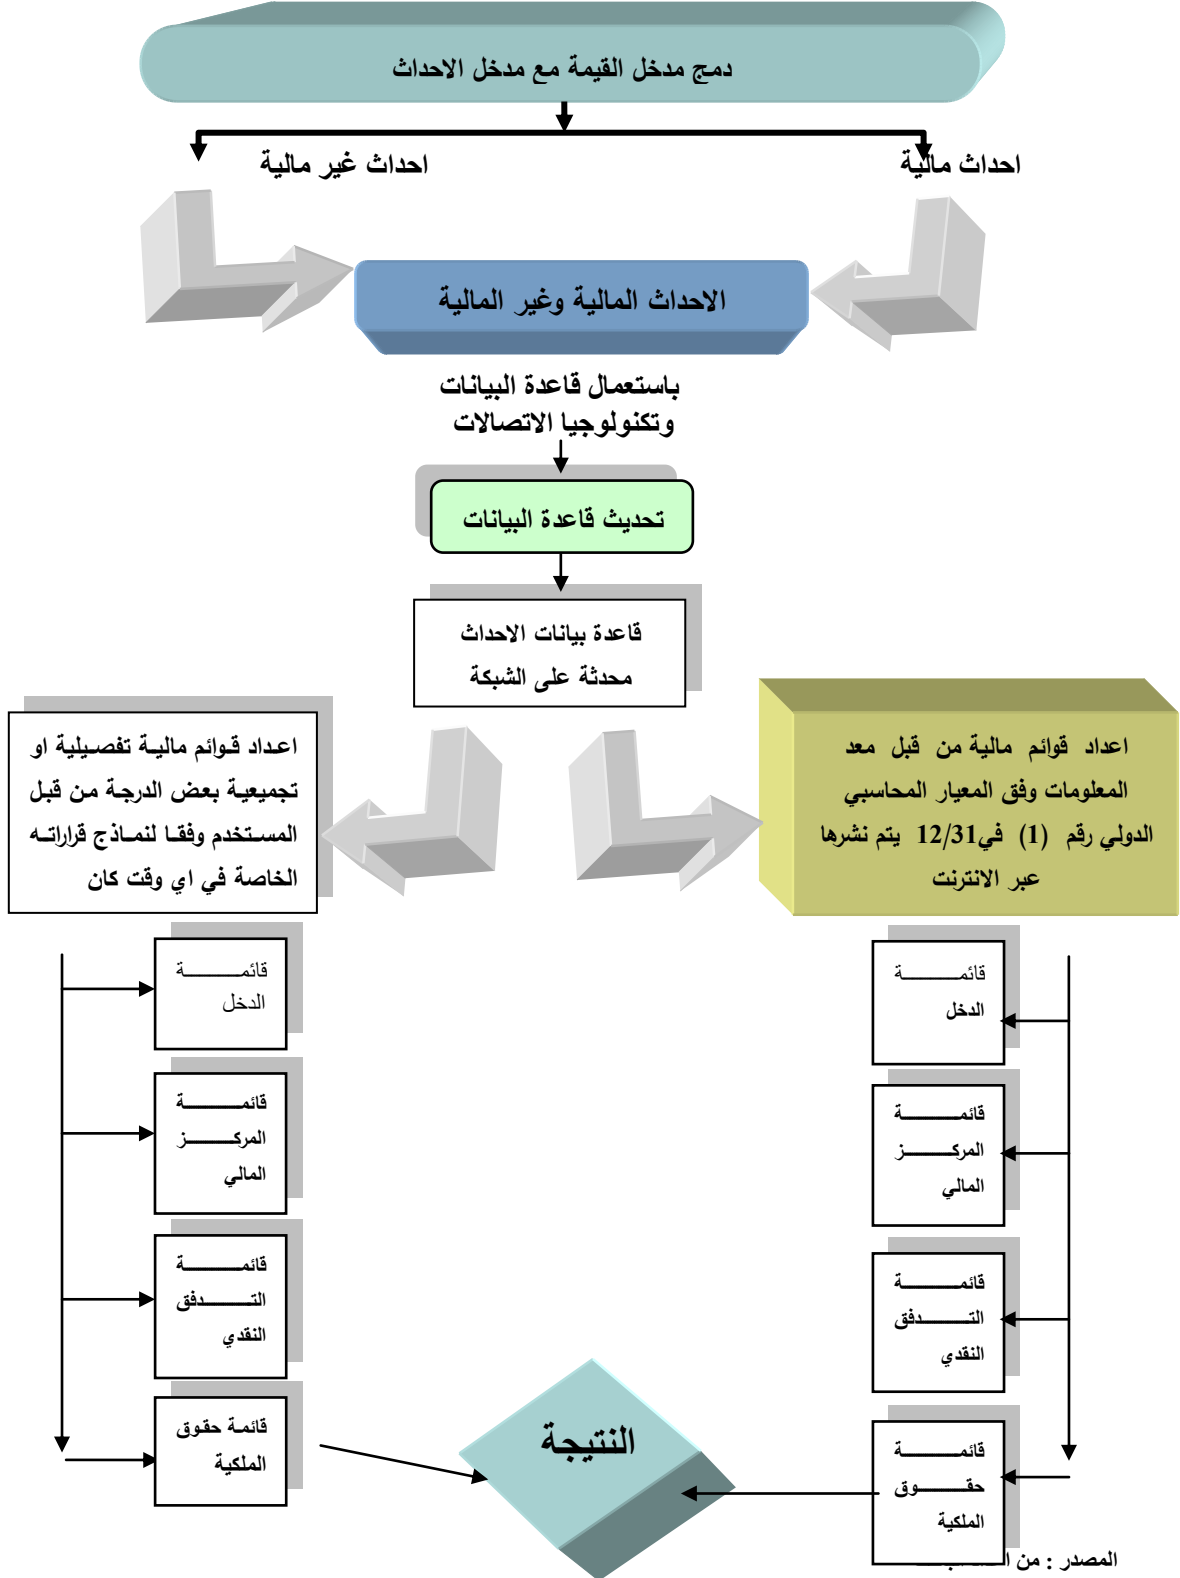 دمج مدخل القيمة مع مدخل الاحداث
احداث مالية
احداث غير مالية
الاحداث المالية وغير المالية
باستعمال قاعدة البيانات
وتكنولوجيا الاتصالات
تحديث قاعدة البيانات
قاعدة بيانات الاحداث
محدثة على الشبكة
اعداد قوائم مالية من قبل معد
المعلومات وفق المعيار المحاسبي
الدولي رقم (1) في12/31 يتم نشرها
عبر الانترنت
اعداد قوائم مالية تفصيلية او
تجميعية بعض الدرجة من قبل
المستخدم وفقا لنماذج قراراته
الخاصة في اي وقت كان
قائمة
الدخل
قائمة
المركز
المالي
قائمة
التدفق
النقدي
قائمة
حقوق
الملكية
قائمة
الدخل
قائمة
المركز
المالي
قائمة
التدفق
النقدي
قائمة حقوق
الملكية
النتيجة
المصدر : من